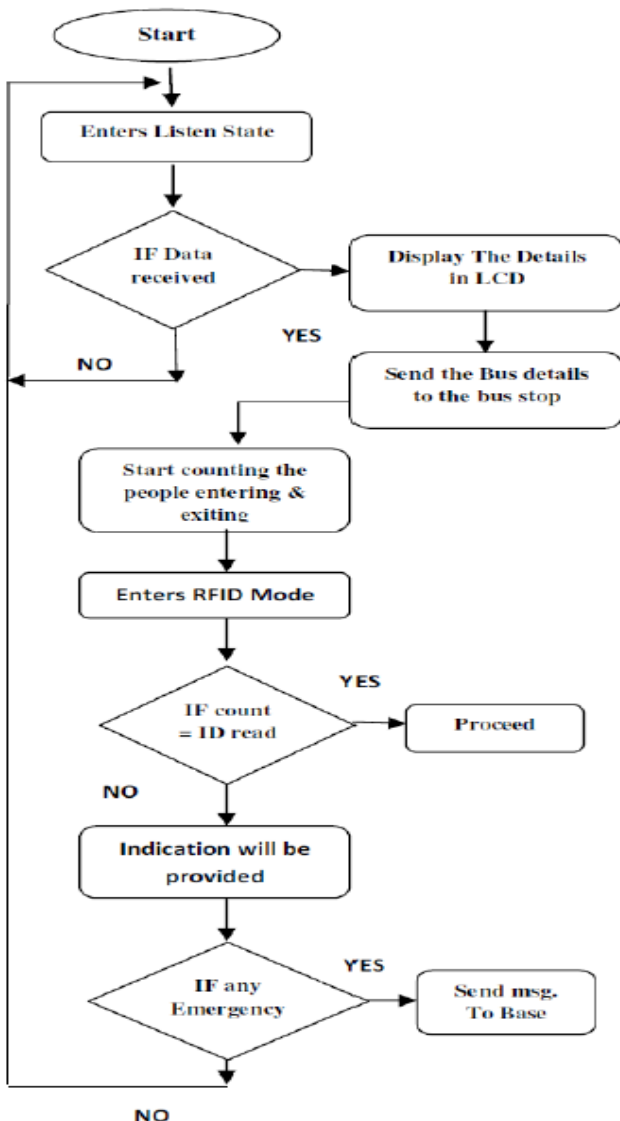 Start
Enters Listen State
IF Data
received
Display The Details
in LCD
YES
NO
Send the Bus details
to the bus stop
Start counting the
people entering &
exiting
Enters RFID Mode
YES
IF count
= ID read
Proceed
NO
Indication will be
provided
YES
IF any
Emergency
Send msg.
To Base
NO